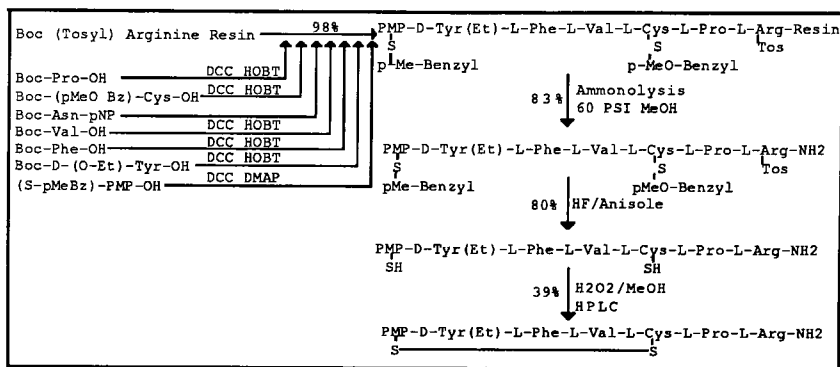 Boc (Tosyl) Arginine Resin
98%
PMP-D-Tyr(Et)-L-Phe-L-Val-L-Cys-L-Pro-L-Arg-Resin
S
S
Tos
p-Me-Benzyl
p-MeO-Benzyl
Boc-Pro-OH
DCC HOBT
Boc-(pMeO Bz)-Cys-OH
DCC HOBT
Boc-Asn-pNP
Boc-Val-OH
DCC HOBT
Boc-Phe-OH
DCC HOBT
Boc-D-(O-Et)-Tyr-OH
DCC HOBT
(S-pMeBz)-PMP-OH
DCC DMAP
83%
Ammonolysis
60 PSI MeOH
PMP-D-Tyr(Et)-L-Phe-L-Val-L-Cys-L-Pro-L-Arg-NH2
S
S
Tos
pMe-Benzyl
pMeO-Benzyl
80%
HF/Anisole
PMP-D-Tyr(Et)-L-Phe-L-Val-L-Cys-L-Pro-L-Arg-NH2
SH
SH
39%
H2O2/MeOH
HPLC
PMP-D-Tyr(Et)-L-Phe-L-Val-L-Cys-L-Pro-L-Arg-NH2
S
S